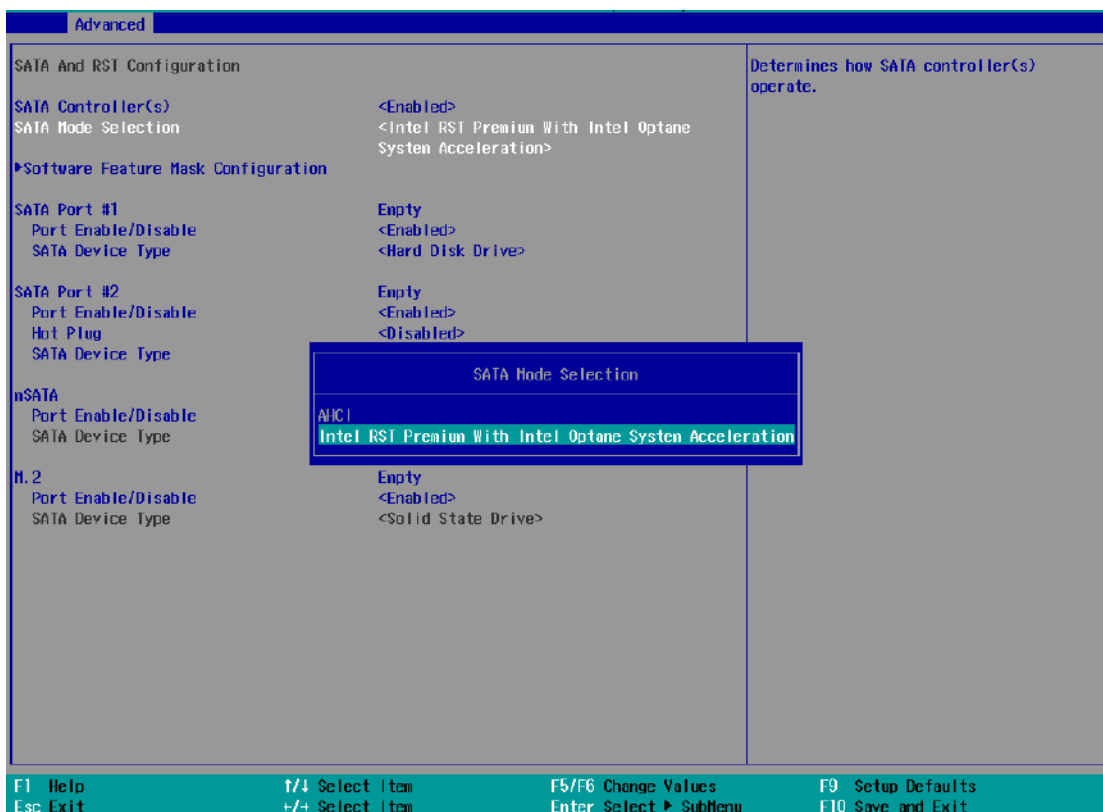 Advanced
SATA And RST Configuration
Determines how SATA controller(s)
operate.
SATA Controller(s) <Enabled>
SATA Mode Selection <Intel RST Premium With Intel Optane
System Acceleration>
▶Software Feature Mask Configuration
SATA Port #1 Empty
Port Enable/Disable <Enabled>
SATA Device Type <Hard Disk Drive>
SATA Port #2 Empty
Port Enable/Disable <Enabled>
Hot Plug <Disabled>
SATA Device Type
mSATA
Port Enable/Disable
SATA Device Type
SATA Mode Selection
AHCI
Intel RST Premium With Intel Optane System Acceleration
M.2 Empty
Port Enable/Disable <Enabled>
SATA Device Type <Solid State Drive>
F1 Help ↑/↓ Select Item F5/F6 Change Values F9 Setup Defaults
Esc Exit ←/→ Select Item Enter Select ▶ SubMenu F10 Save and Exit